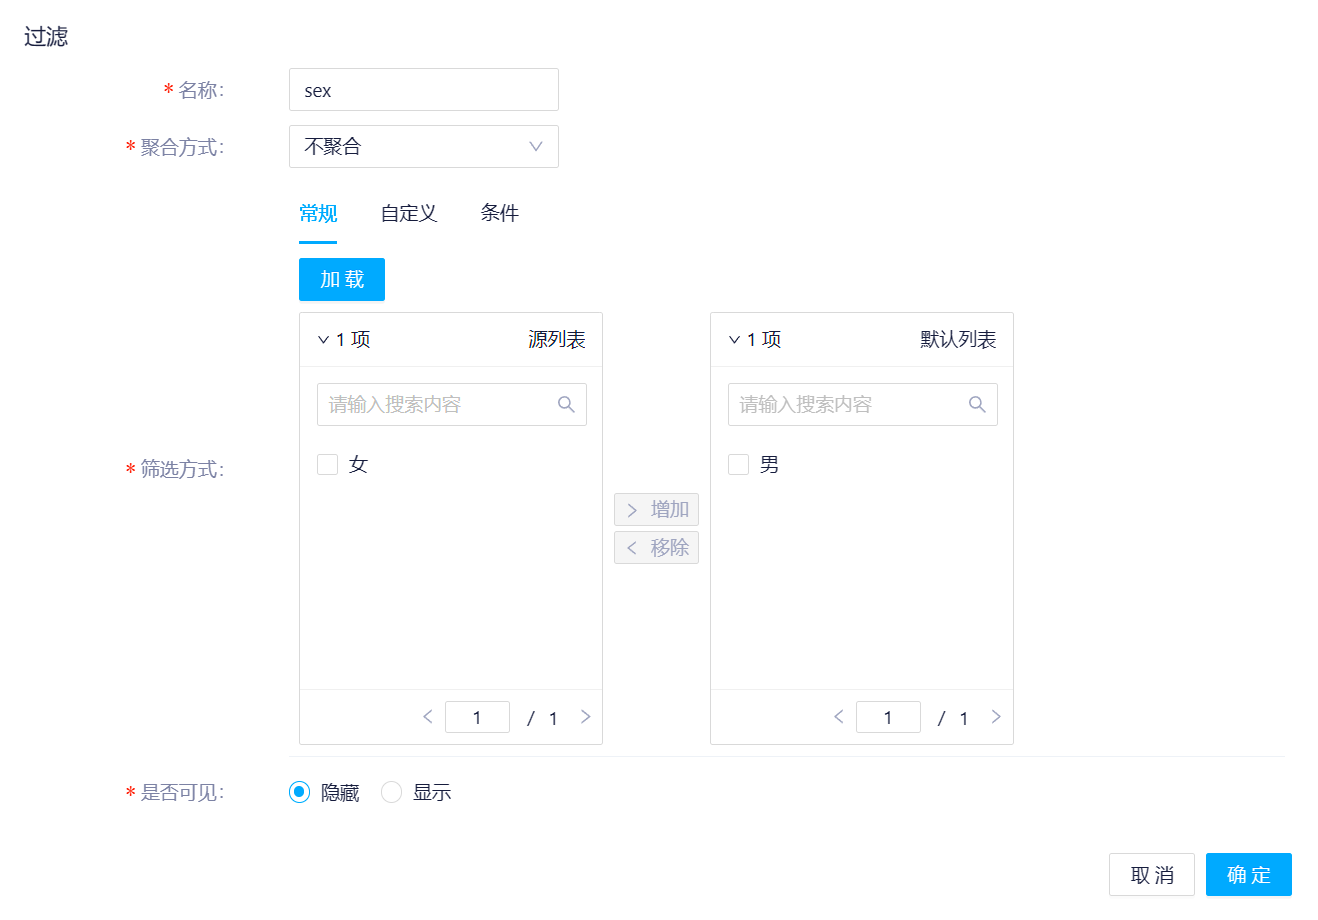 过滤
* 名称:
sex
* 聚合方式:
不聚合
常规 自定义 条件
加 载
1 项 源列表
1 项 默认列表
请输入搜索内容
请输入搜索内容
女
男
* 筛选方式:
增加
移除
1 / 1
1 / 1
* 是否可见:
隐藏 显示
取 消 确 定